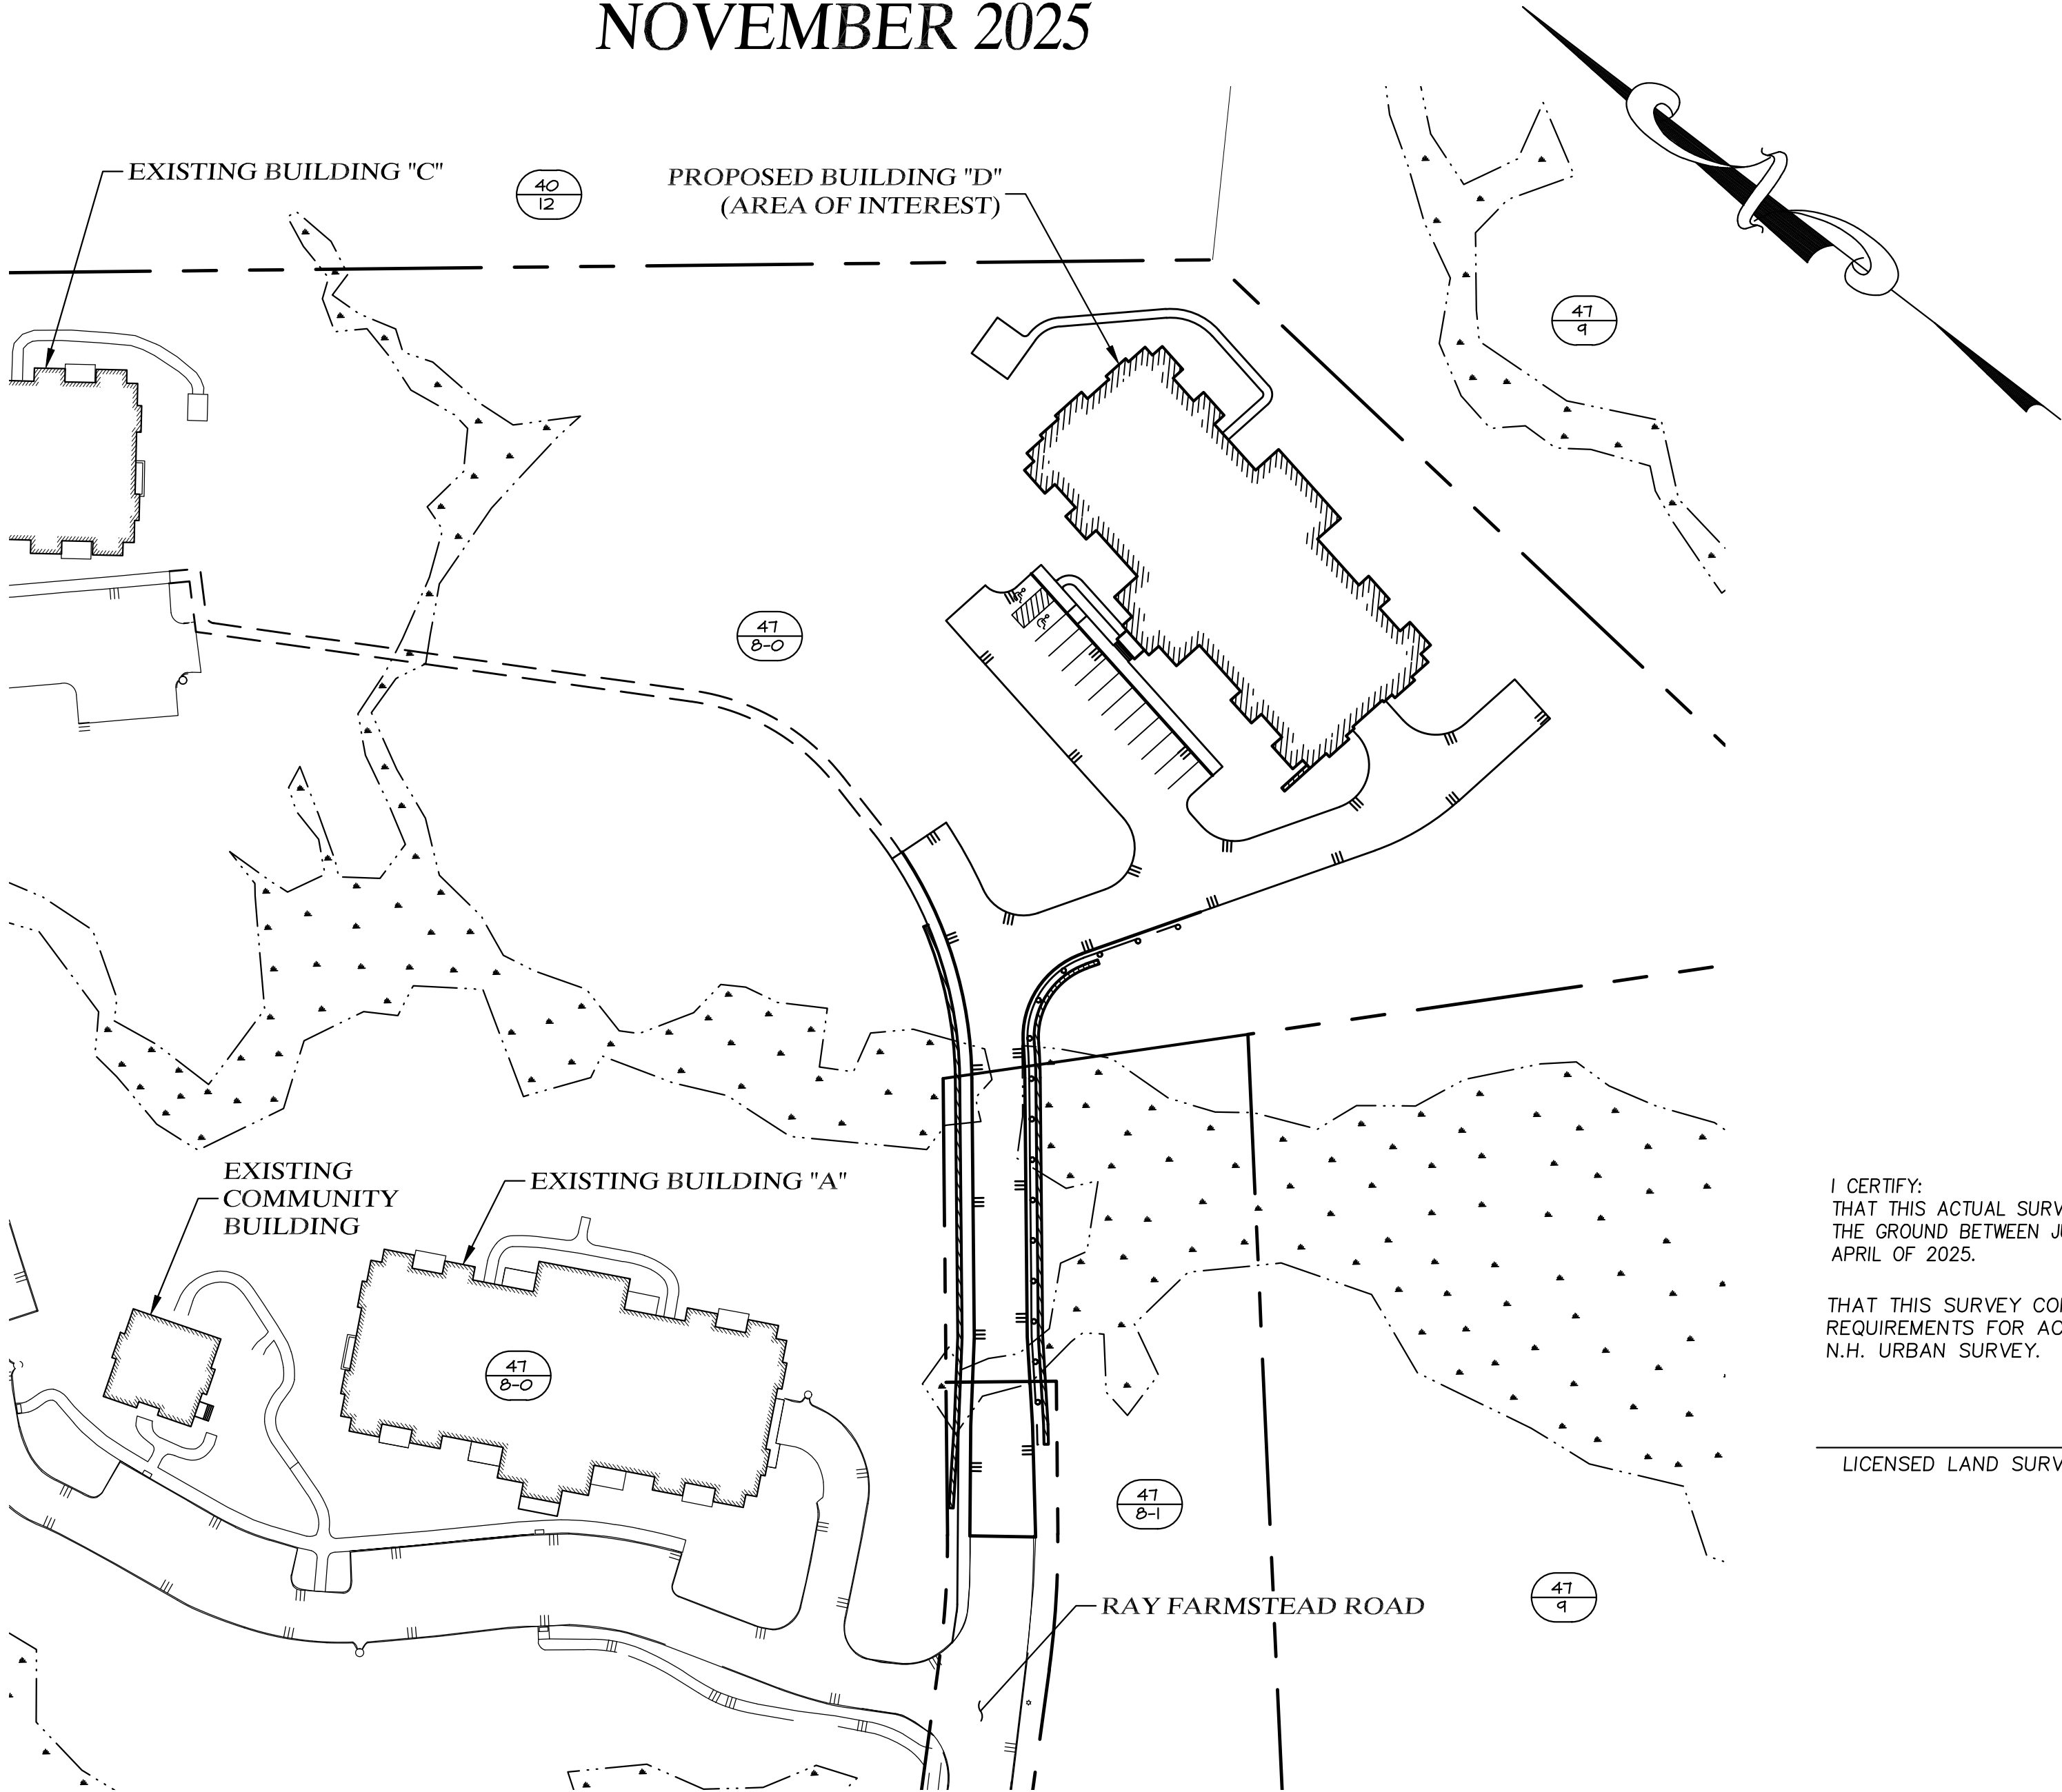 NOVEMBER 2025
EXISTING BUILDING "C"
40
12
PROPOSED BUILDING "D"
(AREA OF INTEREST)
47
9
47
8-0
EXISTING
COMMUNITY
BUILDING
EXISTING BUILDING "A"
47
8-0
47
8-1
47
9
RAY FARMSTEAD ROAD
I CERTIFY:
THAT THIS ACTUAL SURV
THE GROUND BETWEEN JU
APRIL OF 2025.
THAT THIS SURVEY CO
REQUIREMENTS FOR AC
N.H. URBAN SURVEY.
LICENSED LAND SURV